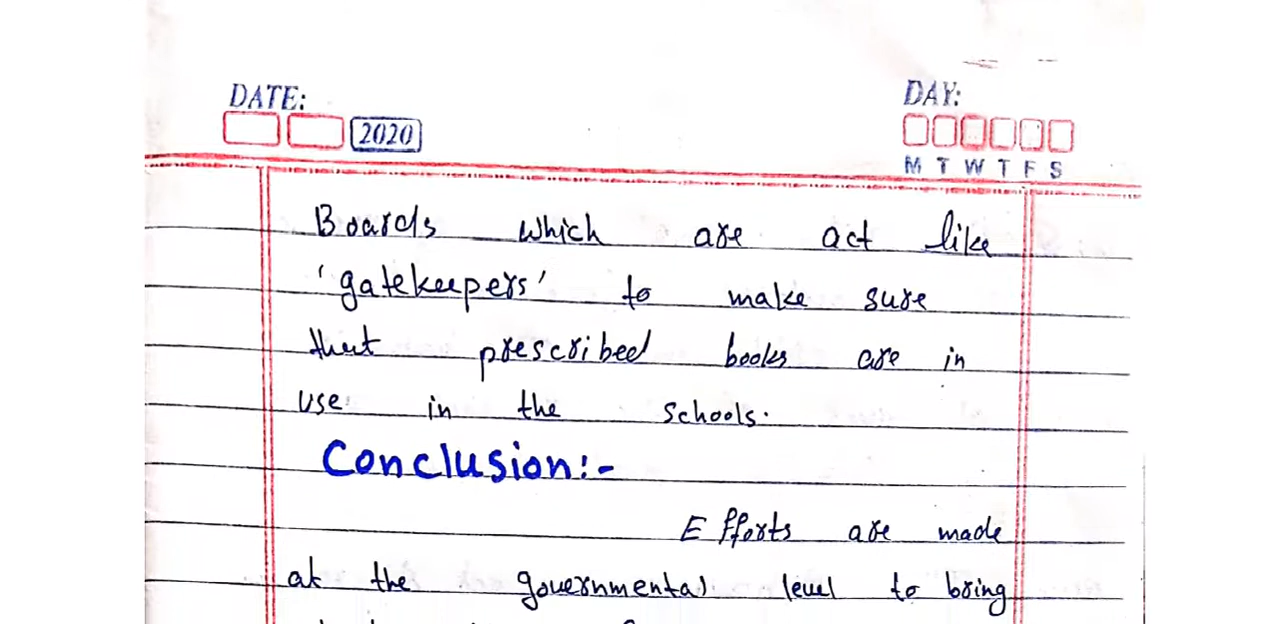 DATE:
DAY:
2020
M T W T F S
Boards which are act like
'gatekeepers' to make sure
that prescribed books are in
use in the schools.
Conclusion:-
Efforts are made
at the governmental level to bring